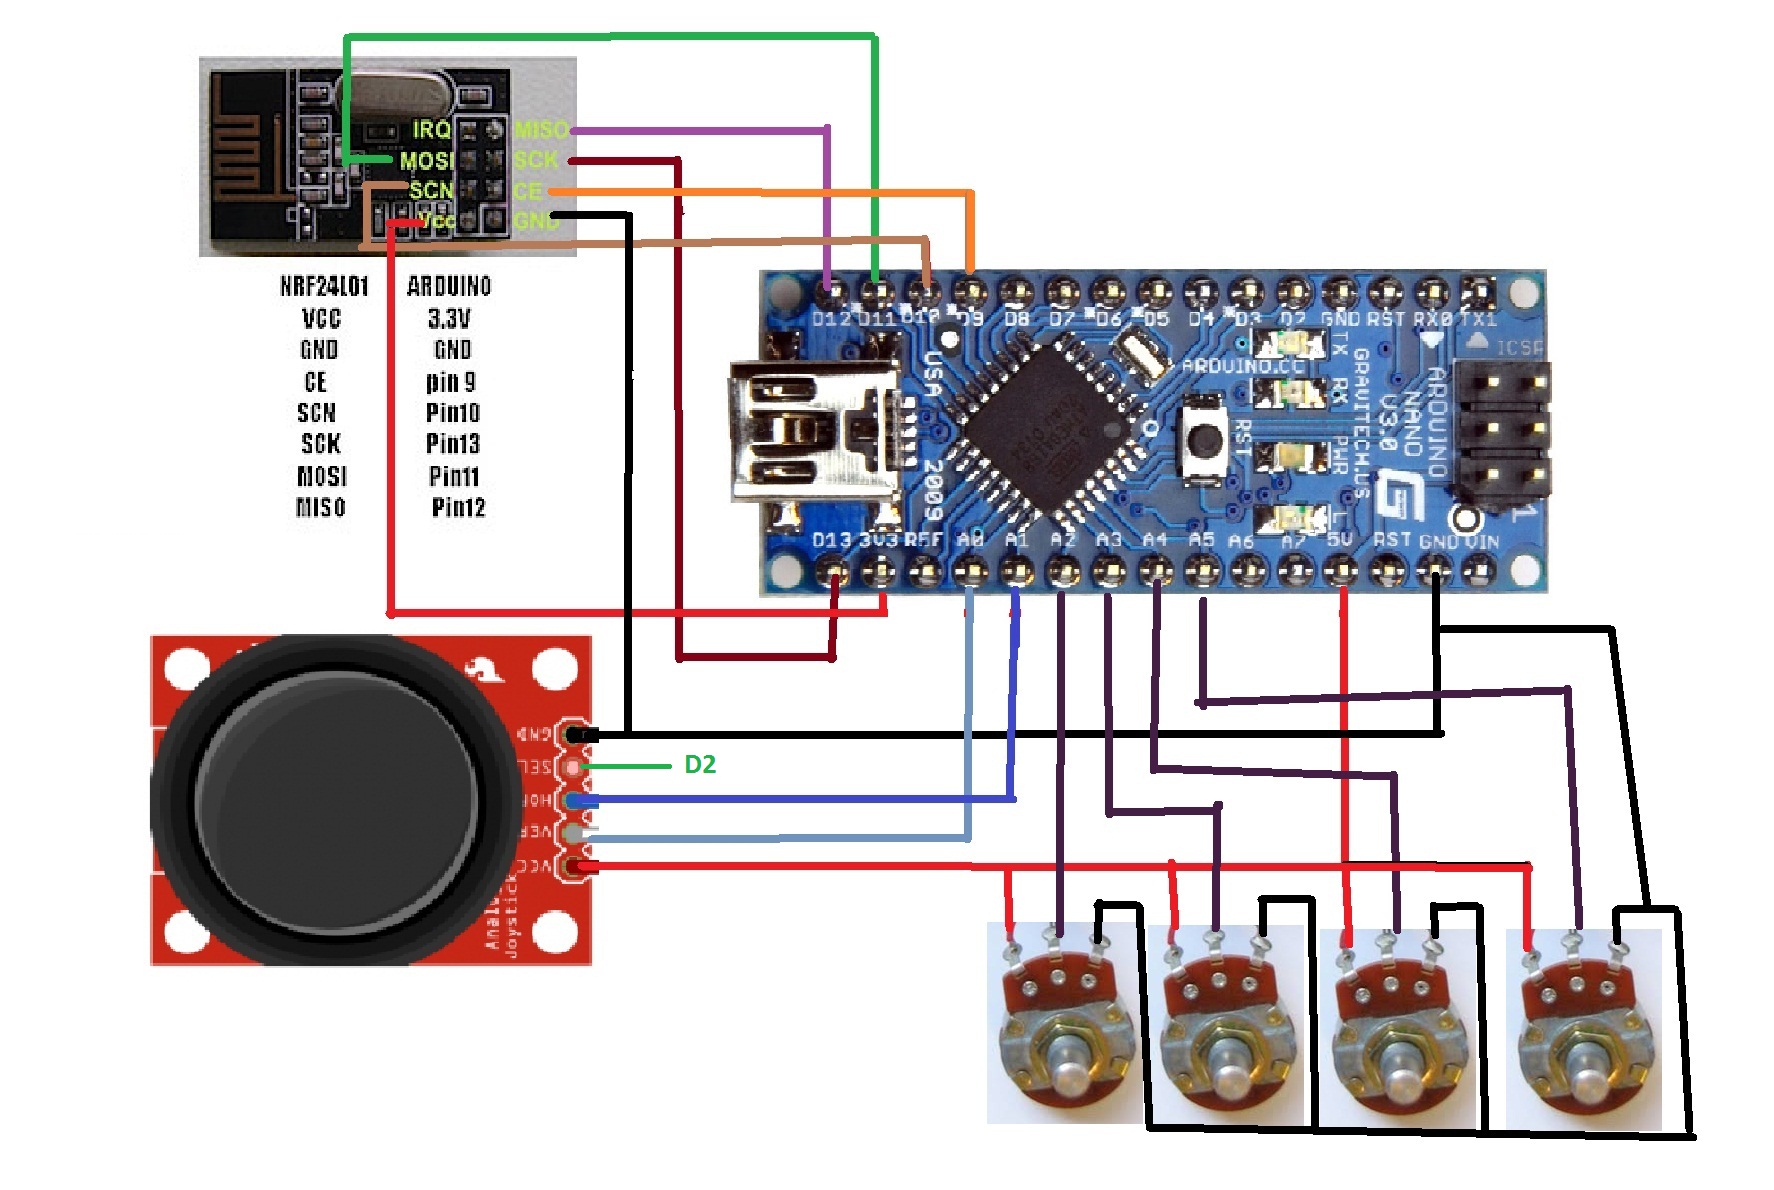 IRQ MISO
MOSI SCK
SCN CE
Vcc GND
NRF24L01 ARDUINO
VCC 3.3V
GND GND
CE pin 9
SCN Pin10
SCK Pin13
MOSI Pin11
MISO Pin12
D12 D11 D10 D9 D8 D7 D6 D5 D4 D3 D2 GND RST RX0 TX1
ICSP
ARDUINO.CC
TX
RX
PWR
L
RST
USA
2009
GRAVITECH.US
ARDUINO
NANO
V3.0
1
D13 3V3 REF A0 A1 A2 A3 A4 A5 A6 A7 5V RST GND VIN
GND
SEL
HOR
VER
VCC
D2
Joystick